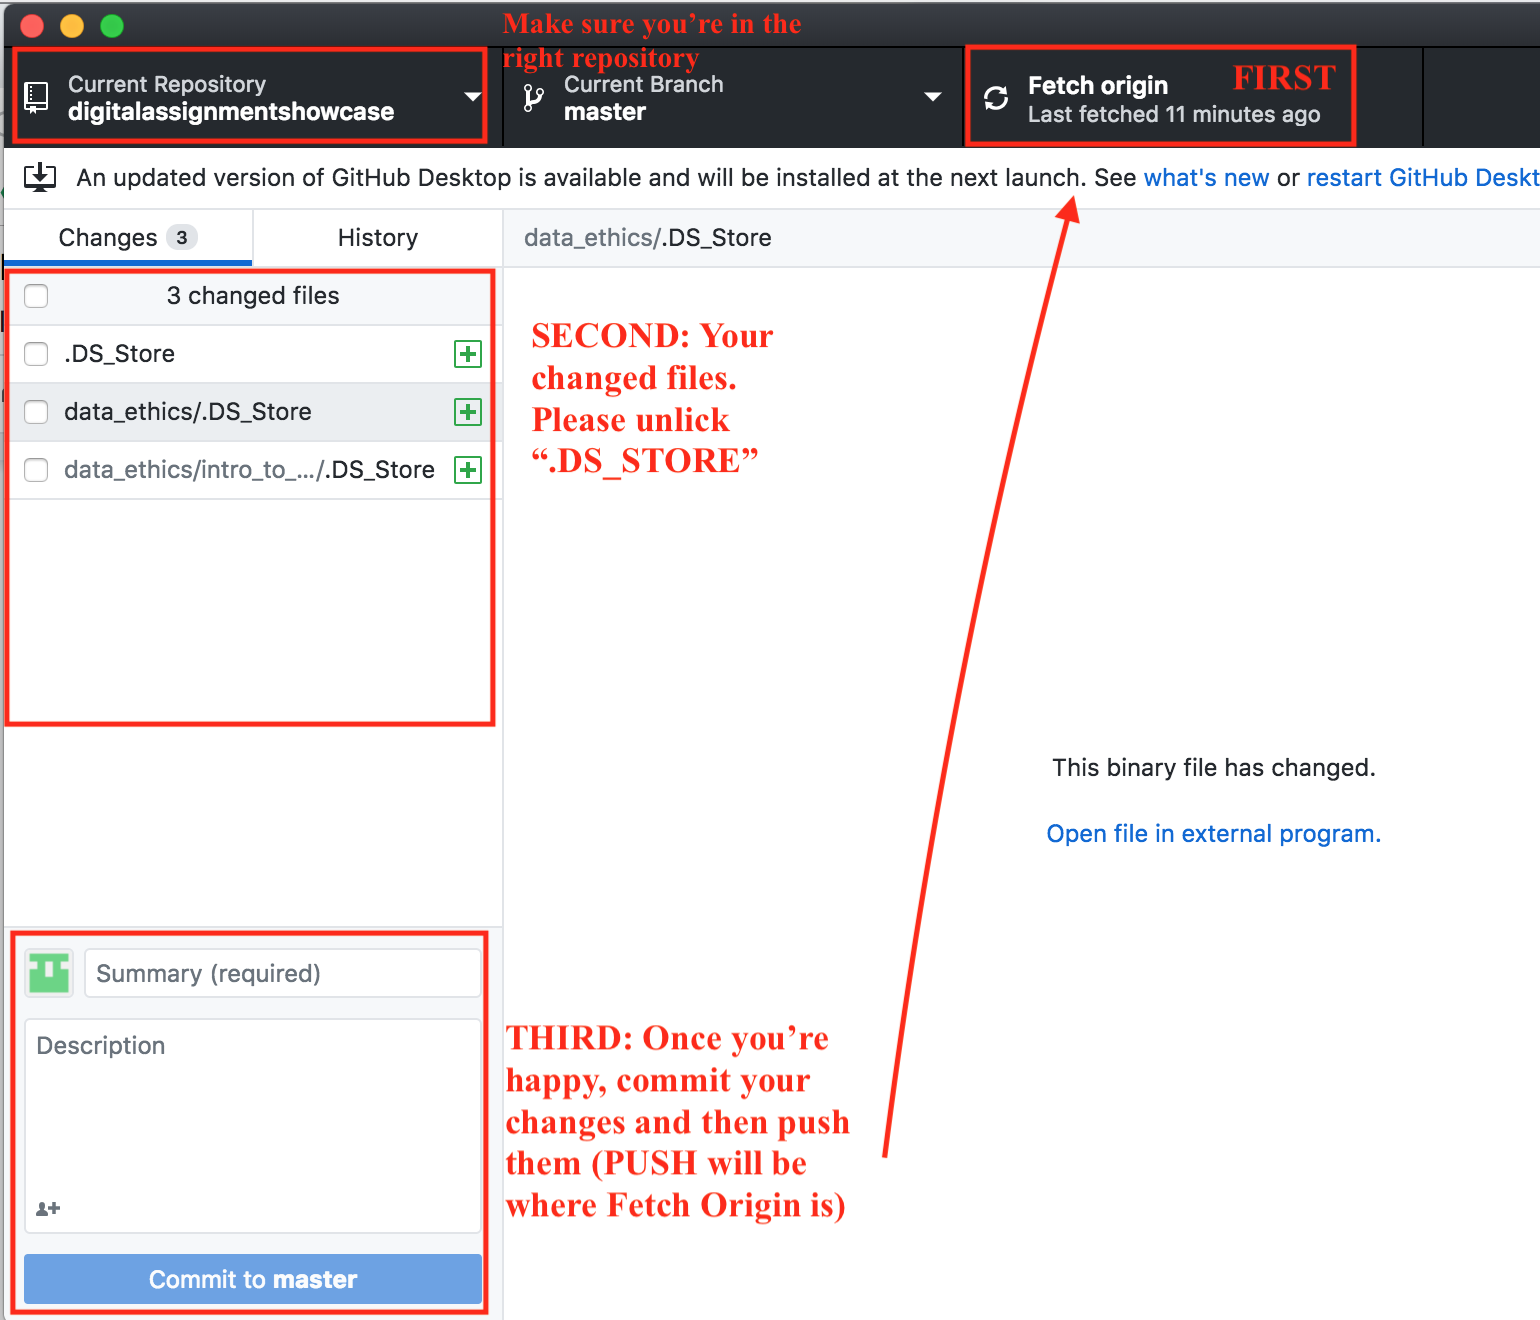 Make sure you're in the
right repository
Current Repository
digitalassignmentshowcase
Current Branch
master
Fetch origin
FIRST
Last fetched 11 minutes ago
An updated version of GitHub Desktop is available and will be installed at the next launch. See what's new or restart GitHub Deskt
Changes 3
History
data_ethics/.DS_Store
3 changed files
.DS_Store
data_ethics/.DS_Store
data_ethics/intro_to_.../.DS_Store
SECOND: Your
changed files.
Please unlick
“.DS_STORE”
This binary file has changed.
Open file in external program.
Summary (required)
Description
THIRD: Once you’re
happy, commit your
changes and then push
them (PUSH will be
where Fetch Origin is)
Commit to master